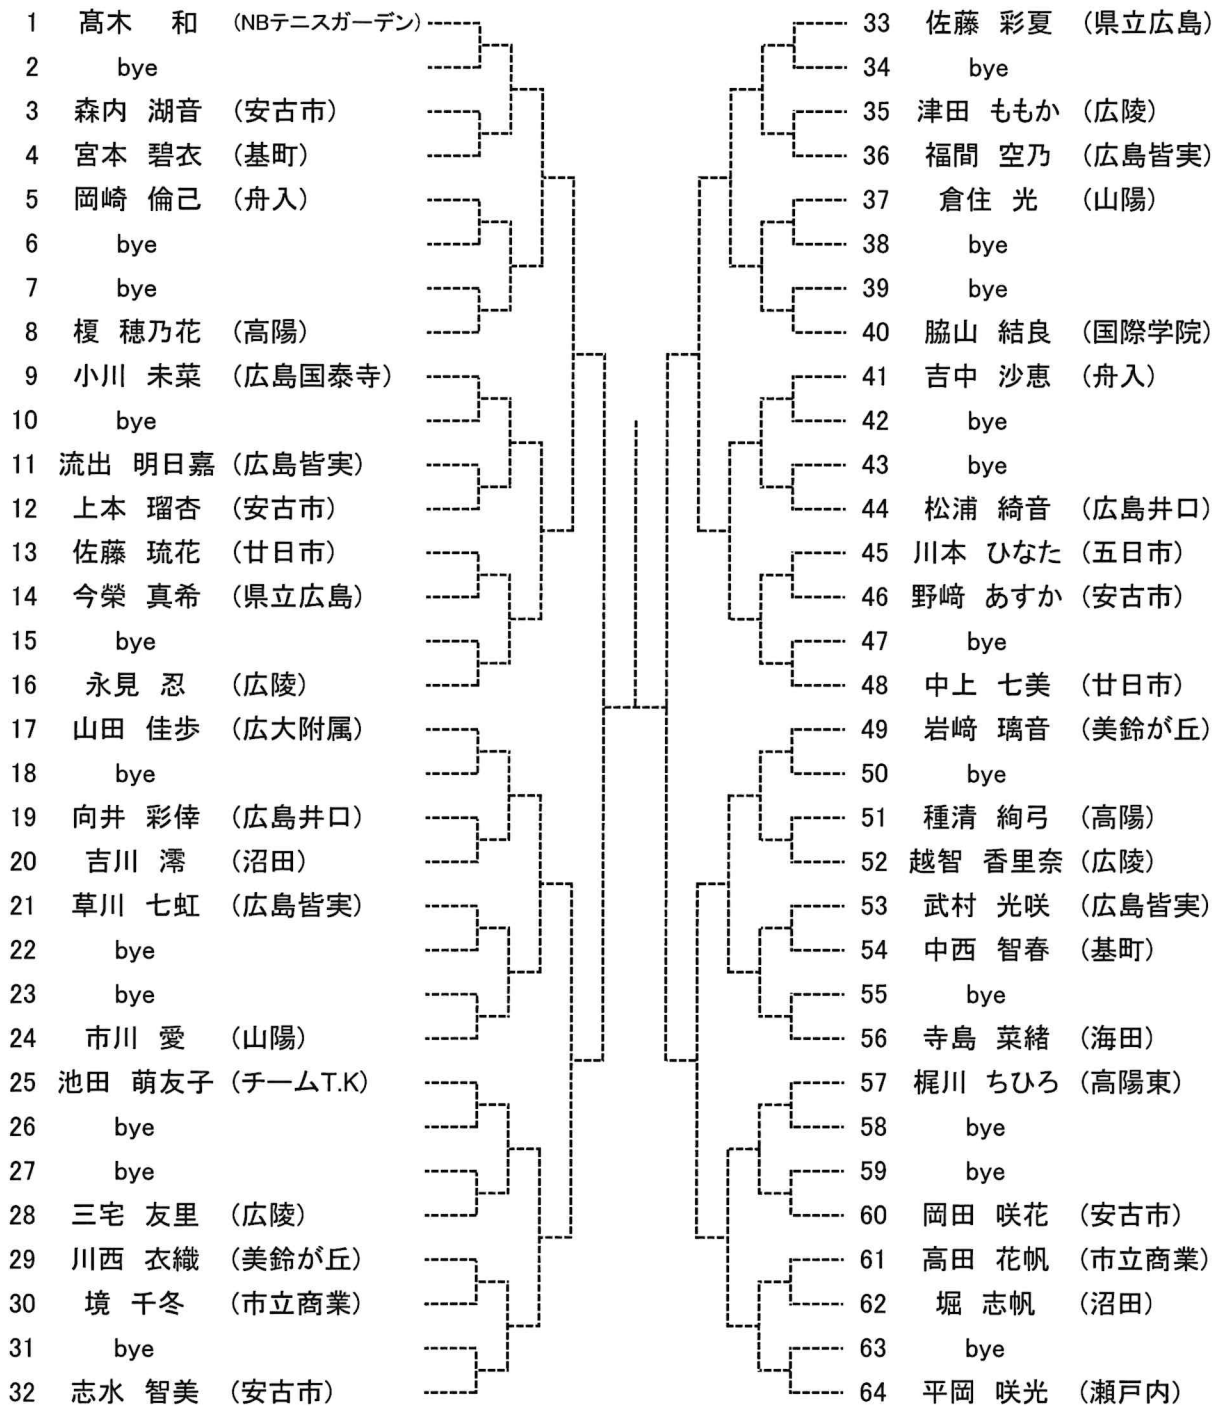 1 髙木 和 (NBテニスガーデン)
2 bye
3 森内 湖音 (安古市)
4 宮本 碧衣 (基町)
5 岡崎 倫己 (舟入)
6 bye
7 bye
8 榎 穂乃花 (高陽)
9 小川 未菜 (広島国泰寺)
10 bye
11 流出 明日嘉 (広島皆実)
12 上本 瑠杏 (安古市)
13 佐藤 琉花 (廿日市)
14 今榮 真希 (県立広島)
15 bye
16 永見 忍 (広陵)
17 山田 佳歩 (広大附属)
18 bye
19 向井 彩倖 (広島井口)
20 吉川 澪 (沼田)
21 草川 七虹 (広島皆実)
22 bye
23 bye
24 市川 愛 (山陽)
25 池田 萌友子 (チームT.K)
26 bye
27 bye
28 三宅 友里 (広陵)
29 川西 衣織 (美鈴が丘)
30 境 千冬 (市立商業)
31 bye
32 志水 智美 (安古市)
33 佐藤 彩夏 (県立広島)
34 bye
35 津田 ももか (広陵)
36 福間 空乃 (広島皆実)
37 倉住 光 (山陽)
38 bye
39 bye
40 脇山 結良 (国際学院)
41 吉中 沙恵 (舟入)
42 bye
43 bye
44 松浦 綺音 (広島井口)
45 川本 ひなた (五日市)
46 野﨑 あすか (安古市)
47 bye
48 中上 七美 (廿日市)
49 岩﨑 璃音 (美鈴が丘)
50 bye
51 種清 絢弓 (高陽)
52 越智 香里奈 (広陵)
53 武村 光咲 (広島皆実)
54 中西 智春 (基町)
55 bye
56 寺島 菜緒 (海田)
57 梶川 ちひろ (高陽東)
58 bye
59 bye
60 岡田 咲花 (安古市)
61 高田 花帆 (市立商業)
62 堀 志帆 (沼田)
63 bye
64 平岡 咲光 (瀬戸内)